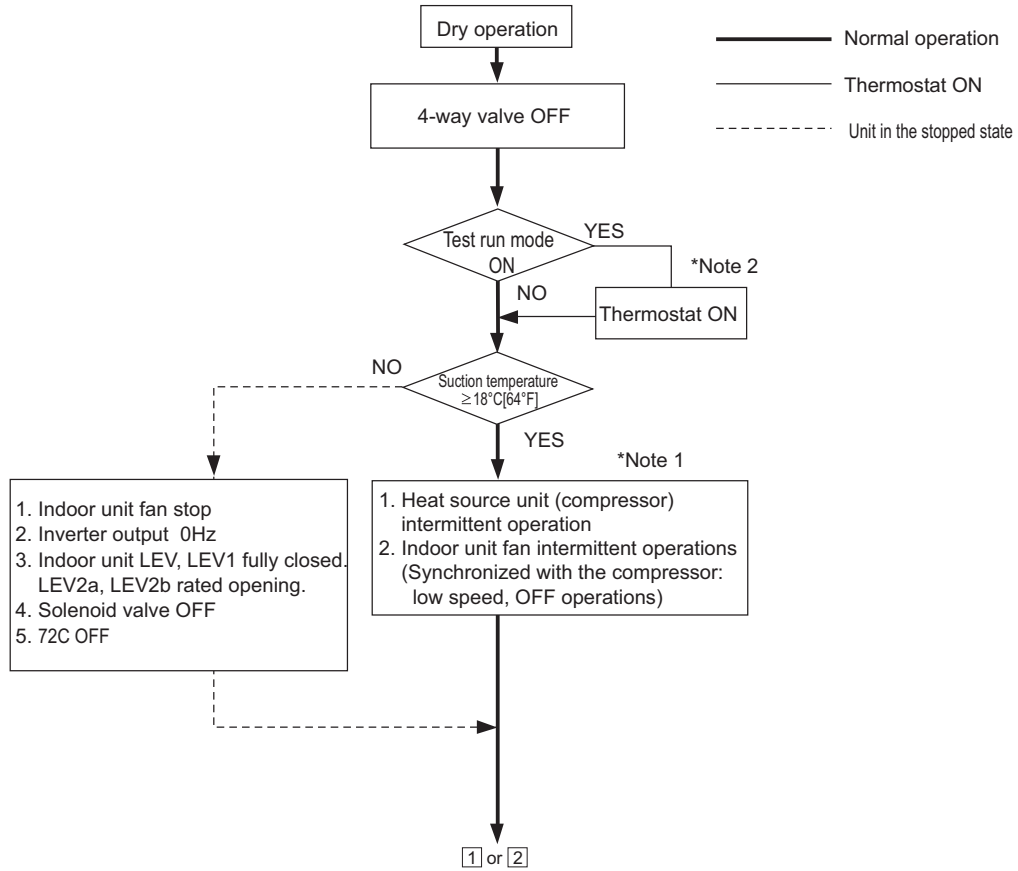 Dry operation
Normal operation
Thermostat ON
Unit in the stopped state
4-way valve OFF
Test run mode
ON
YES
NO
*Note 2
Thermostat ON
Suction temperature
≥18°C[64°F]
NO
YES
*Note 1
1. Indoor unit fan stop
2. Inverter output 0Hz
3. Indoor unit LEV, LEV1 fully closed.
LEV2a, LEV2b rated opening.
4. Solenoid valve OFF
5. 72C OFF
1. Heat source unit (compressor)
intermittent operation
2. Indoor unit fan intermittent operations
(Synchronized with the compressor:
low speed, OFF operations)
1 or 2